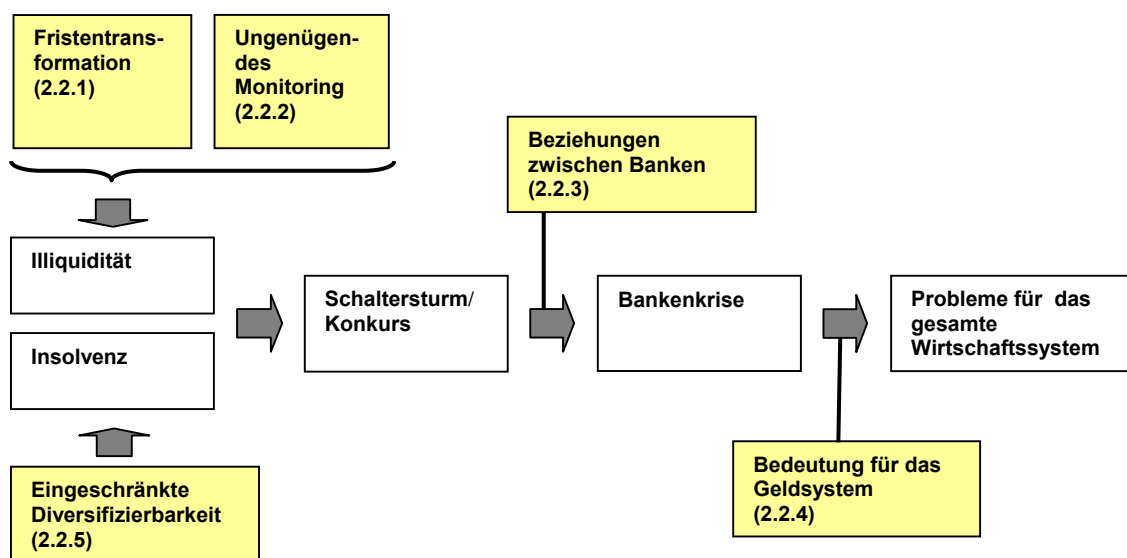 Fristentrans-
formation
(2.2.1)
Ungenügen-
des
Monitoring
(2.2.2)
Beziehungen
zwischen Banken
(2.2.3)
Illiquidität
Schaltersturm/
Konkurs
Bankenkrise
Probleme für das
gesamte
Wirtschaftssystem
Insolvenz
Eingeschränkte
Diversifizierbarkeit
(2.2.5)
Bedeutung für das
Geldsystem
(2.2.4)